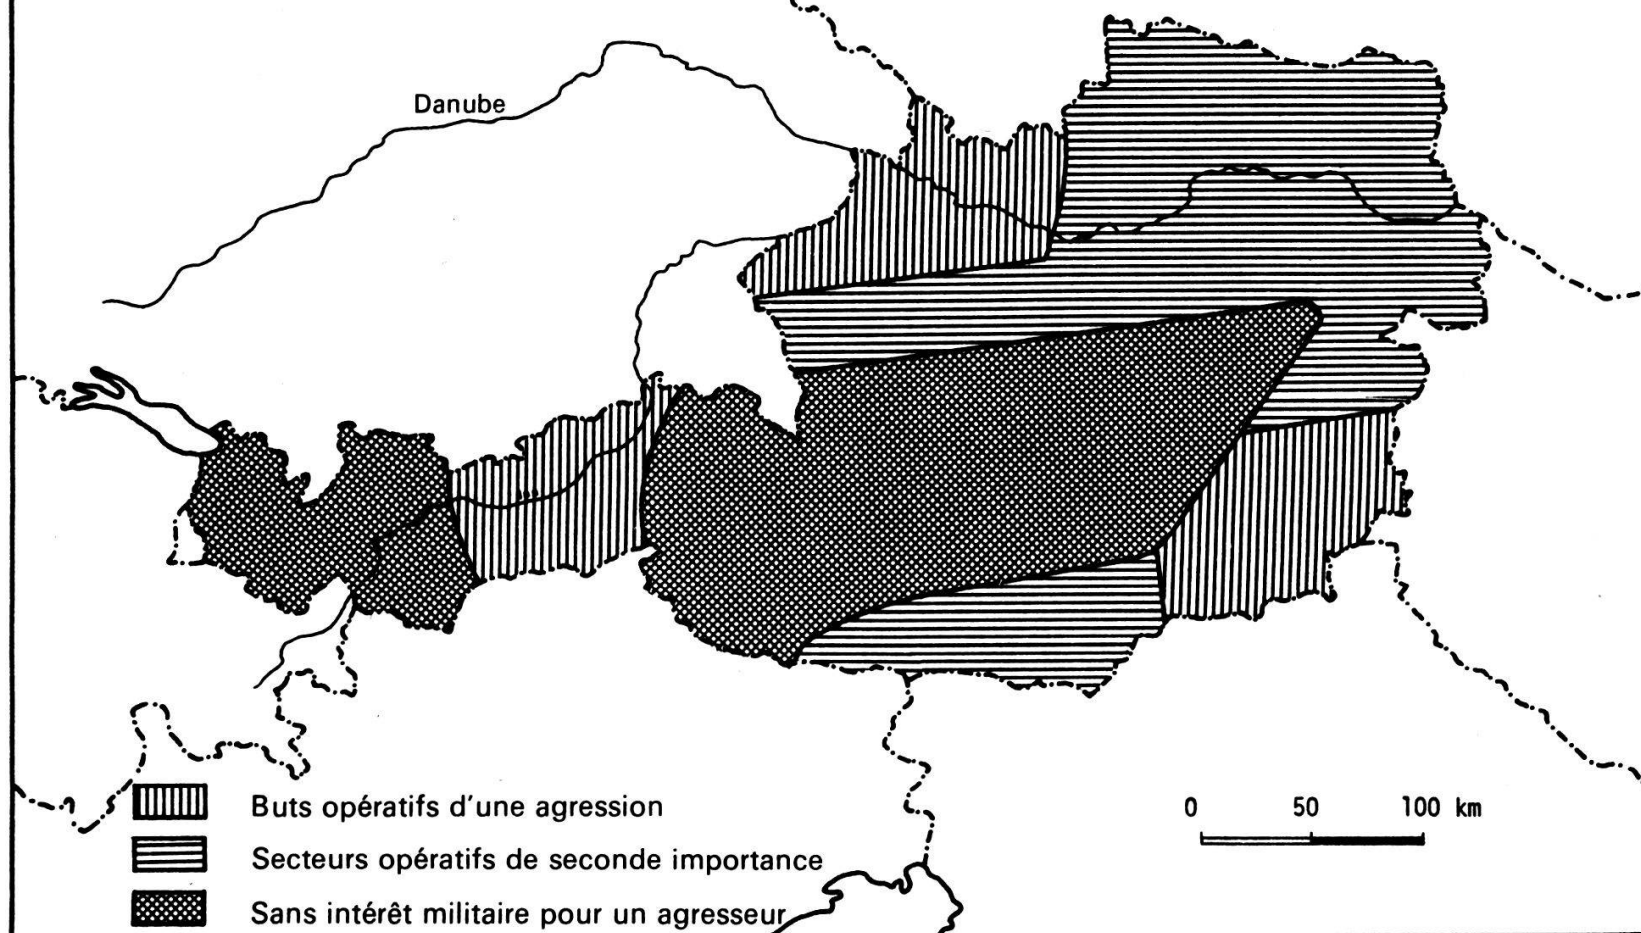 Danube
Buts opératifs d'une agression
Secteurs opératifs de seconde importance
Sans intérêt militaire pour un agresseur
0 50 100 km